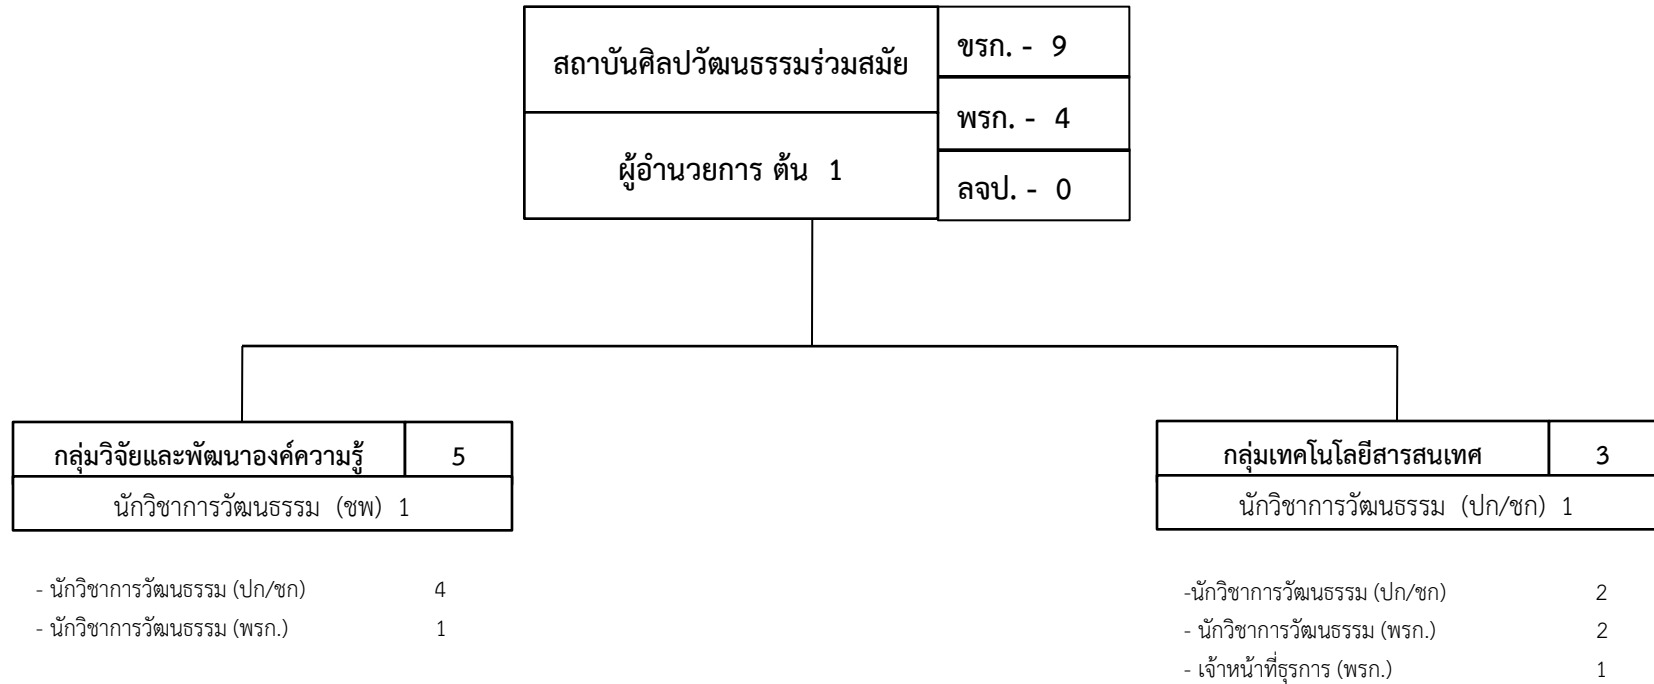 สถาบันศิลปวัฒนธรรมร่วมสมัย
ผู้อำนวยการ ต้น 1
ขรก. - 9
พรก. - 4
ลจป. - 0
กลุ่มวิจัยและพัฒนาองค์ความรู้ 5
นักวิชาการวัฒนธรรม (ชพ) 1
- นักวิชาการวัฒนธรรม (ปก/ชก) 4
- นักวิชาการวัฒนธรรม (พรก.) 1
กลุ่มเทคโนโลยีสารสนเทศ 3
นักวิชาการวัฒนธรรม (ปก/ชก) 1
-นักวิชาการวัฒนธรรม (ปก/ชก) 2
- นักวิชาการวัฒนธรรม (พรก.) 2
- เจ้าหน้าที่ธุรการ (พรก.) 1